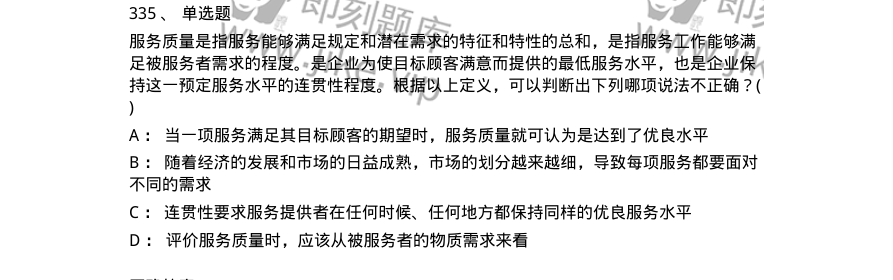 335 、 单选题
服务质量是指服务能够满足规定和潜在需求的特征和特性的总和，是指服务工作能够满
足被服务者需求的程度。是企业为使目标顾客满意而提供的最低服务水平，也是企业保
持这一预定服务水平的连贯性程度。根据以上定义，可以判断出下列哪项说法不正确？(
)
A： 当一项服务满足其目标顾客的期望时，服务质量就可认为是达到了优良水平
B： 随着经济的发展和市场的日益成熟，市场的划分越来越细，导致每项服务都要面对
不同的需求
C： 连贯性要求服务提供者在任何时候、任何地方都保持同样的优良服务水平
D： 评价服务质量时，应该从被服务者的物质需求来看
即刻题库
www.jike.vip